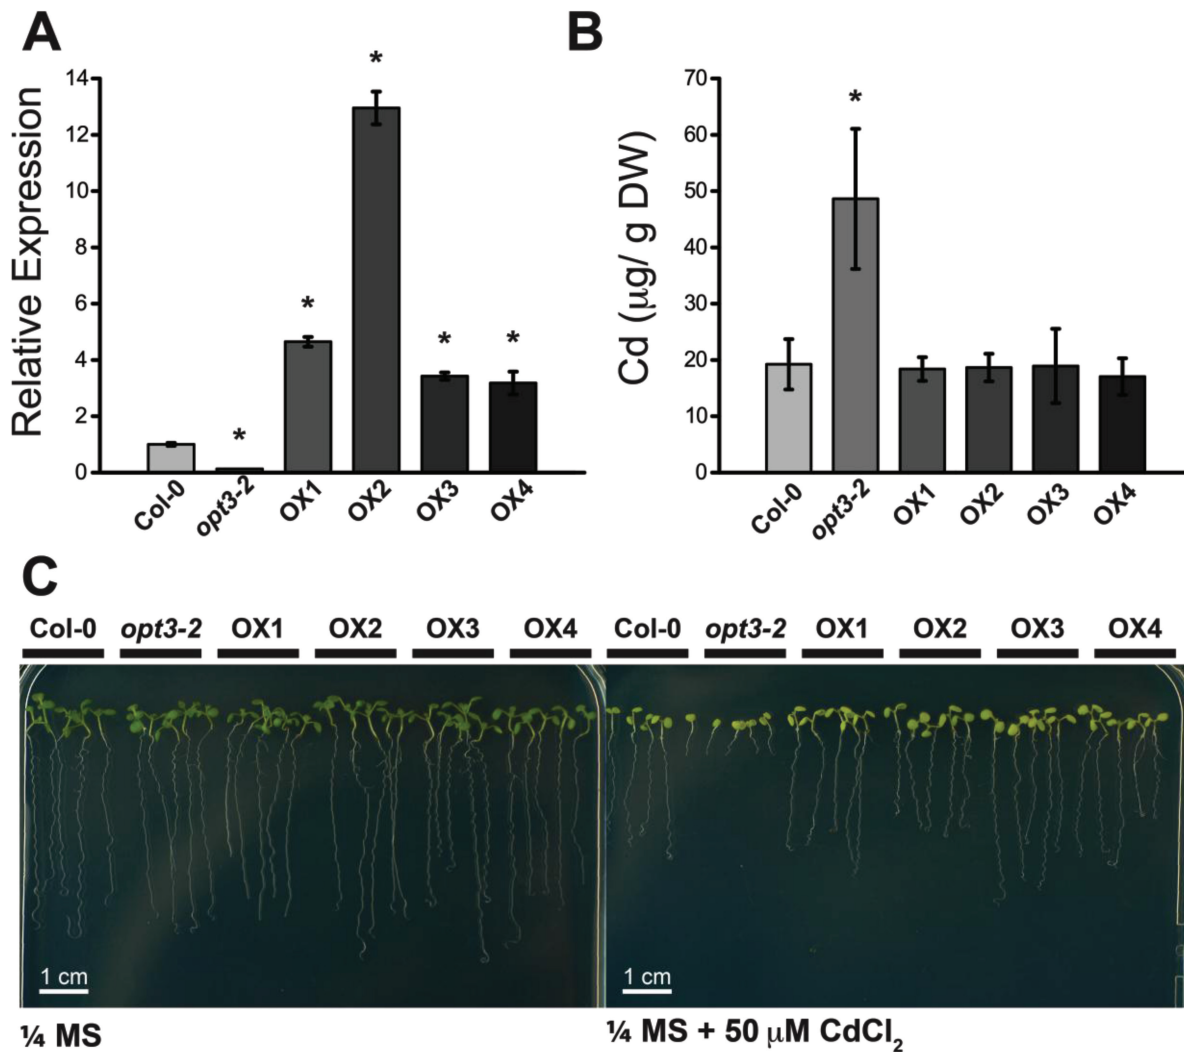 A
B
*
14
12
10
8
6
4
2
0
Relative Expression
*
*
*
*
Col-0
opt3-2
OX1
OX2
OX3
OX4
70
60
50
40
30
20
10
0
Cd (μg/ g DW)
*
Col-0
opt3-2
OX1
OX2
OX3
OX4
C
Col-0 opt3-2 OX1 OX2 OX3 OX4 Col-0 opt3-2 OX1 OX2 OX3 OX4
1 cm
1 cm
¼ MS
¼ MS + 50 μM CdCl₂